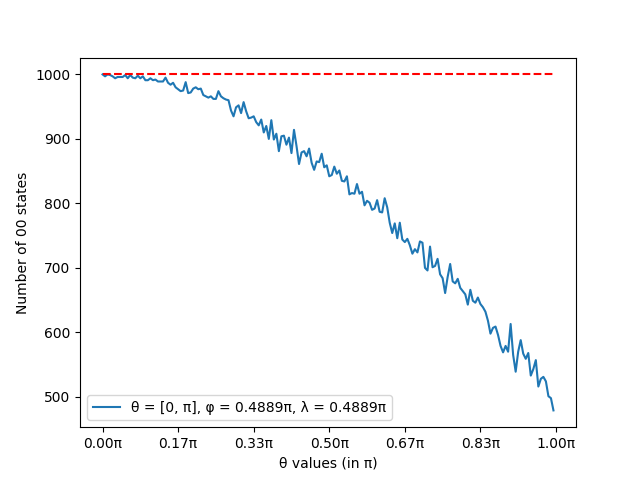 1000
900
800
700
600
500
Number of 00 states
θ = [0, π], φ = 0.4889π, λ = 0.4889π
0.00π 0.17π 0.33π 0.50π 0.67π 0.83π 1.00π
θ values (in π)